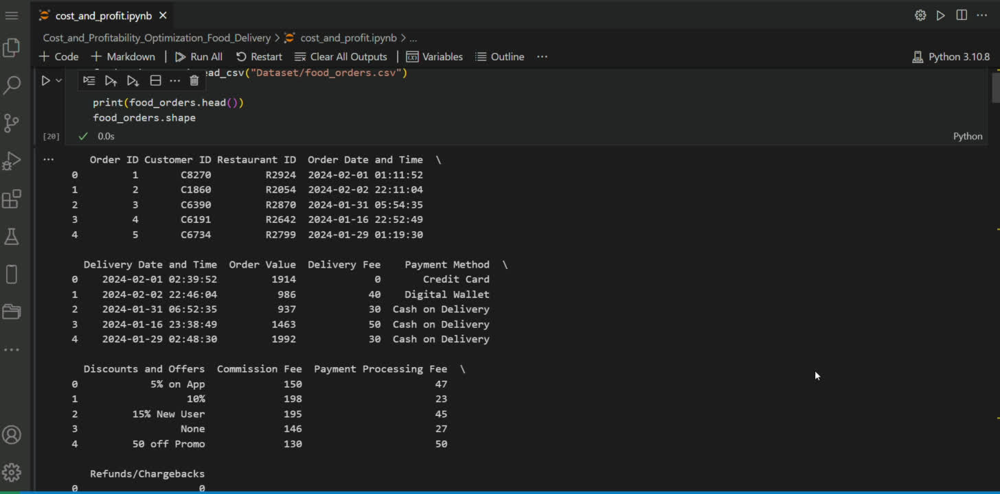 cost_and_profit.ipynb
Cost_and_Profitability_Optimization_Food_Delivery > cost_and_profit.ipynb > ...
+ Code + Markdown | Run All Restart Clear All Outputs | Variables Outline ... Python 3.10.8
ead_csv("Dataset/food_orders.csv")
print(food_orders.head())
food_orders.shape
[20] 0.0s Python
... Order ID Customer ID Restaurant ID Order Date and Time \
0 1 C8270 R2924 2024-02-01 01:11:52
1 2 C1860 R2054 2024-02-02 22:11:04
2 3 C6390 R2870 2024-01-31 05:54:35
3 4 C6191 R2642 2024-01-16 22:52:49
4 5 C6734 R2799 2024-01-29 01:19:30
Delivery Date and Time Order Value Delivery Fee Payment Method \
0 2024-02-01 02:39:52 1914 0 Credit Card
1 2024-02-02 22:46:04 986 40 Digital Wallet
2 2024-01-31 06:52:35 937 30 Cash on Delivery
3 2024-01-16 23:38:49 1463 50 Cash on Delivery
4 2024-01-29 02:48:30 1992 30 Cash on Delivery
Discounts and Offers Commission Fee Payment Processing Fee \
0 5% on App 150 47
1 10% 198 23
2 15% New User 195 45
3 None 146 27
4 50 off Promo 130 50
Refunds/Chargebacks
0 0